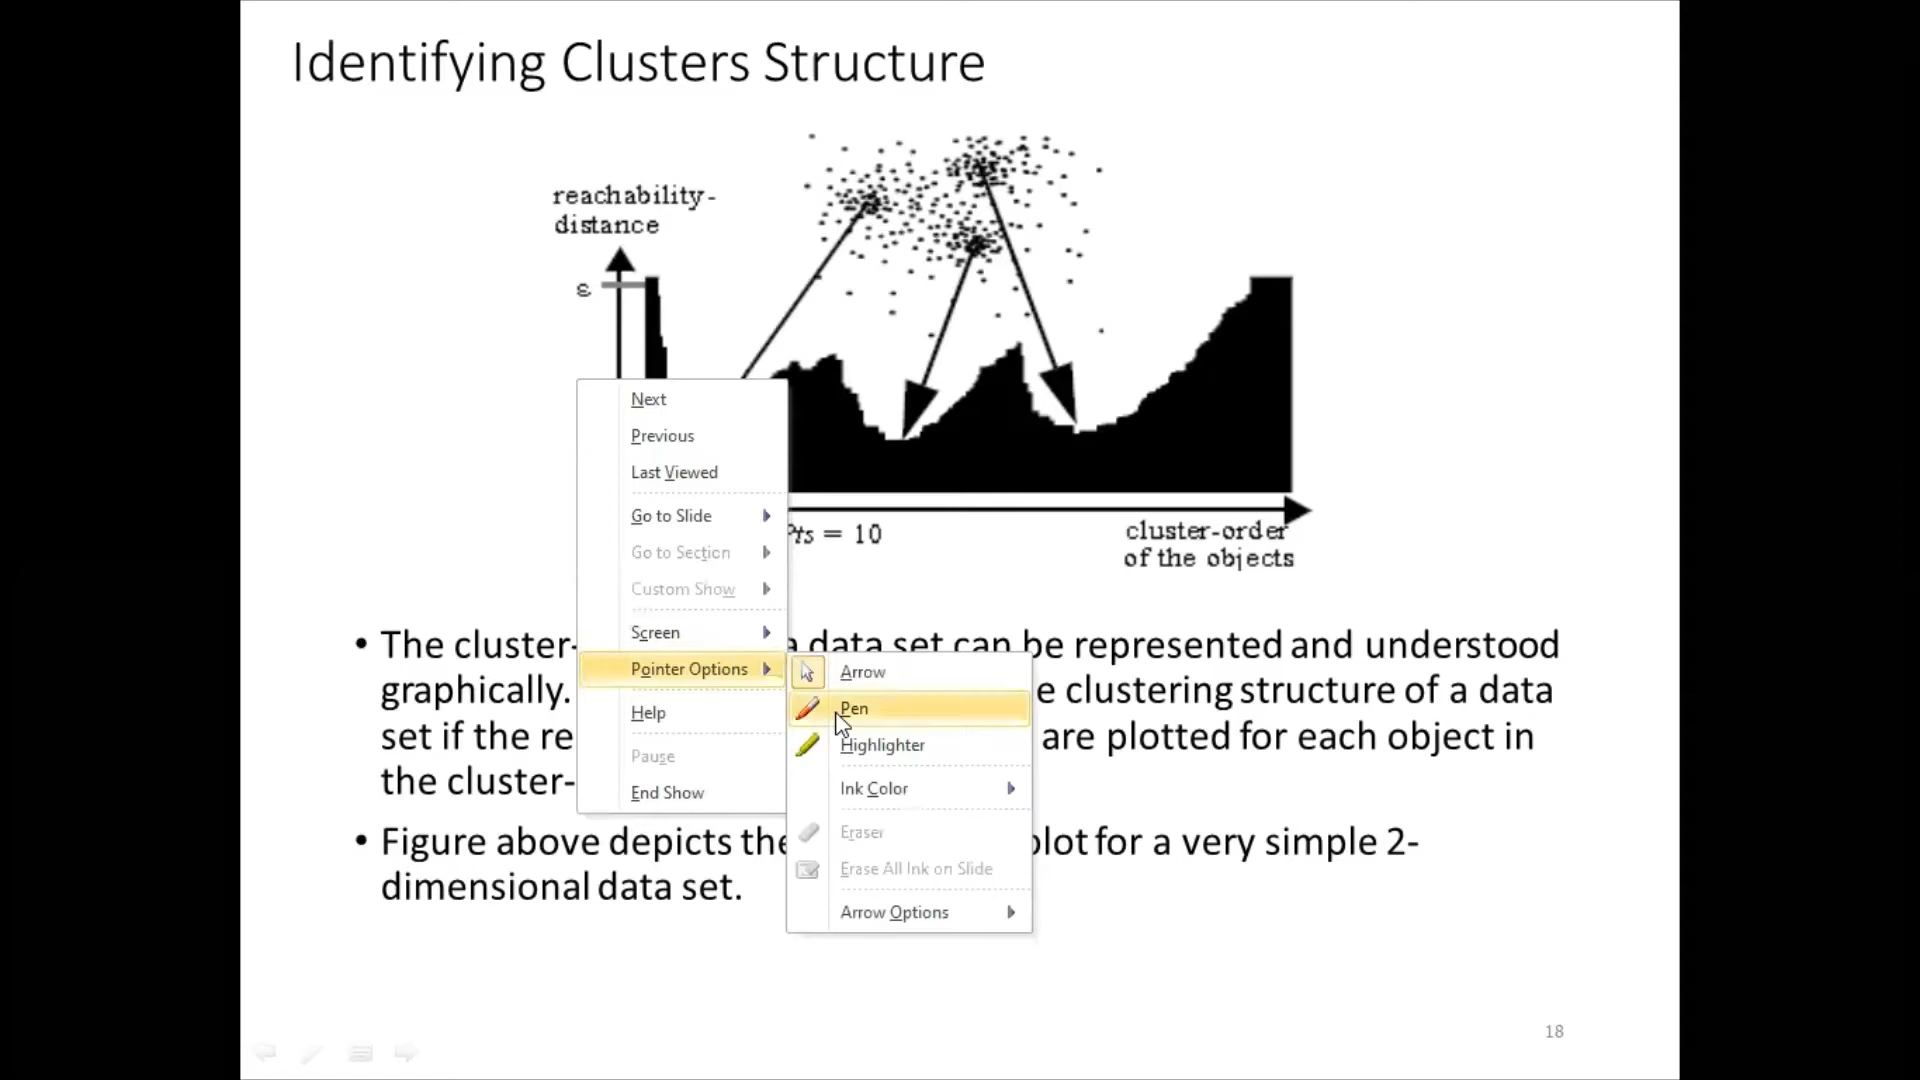 Identifying Clusters Structure
reachability-
distance
ε
Pts = 10
cluster-order
of the objects
Next
Previous
Last Viewed
Go to Slide
Go to Section
Custom Show
Screen
Pointer Options
Help
Pause
End Show
Arrow
Pen
Highlighter
Ink Color
Eraser
Erase All Ink on Slide
Arrow Options
• The cluster- data set can be represented and understood
graphically. clustering structure of a data
set if the are plotted for each object in
the cluster-
• Figure above depicts for a very simple 2-
dimensional data set.
18